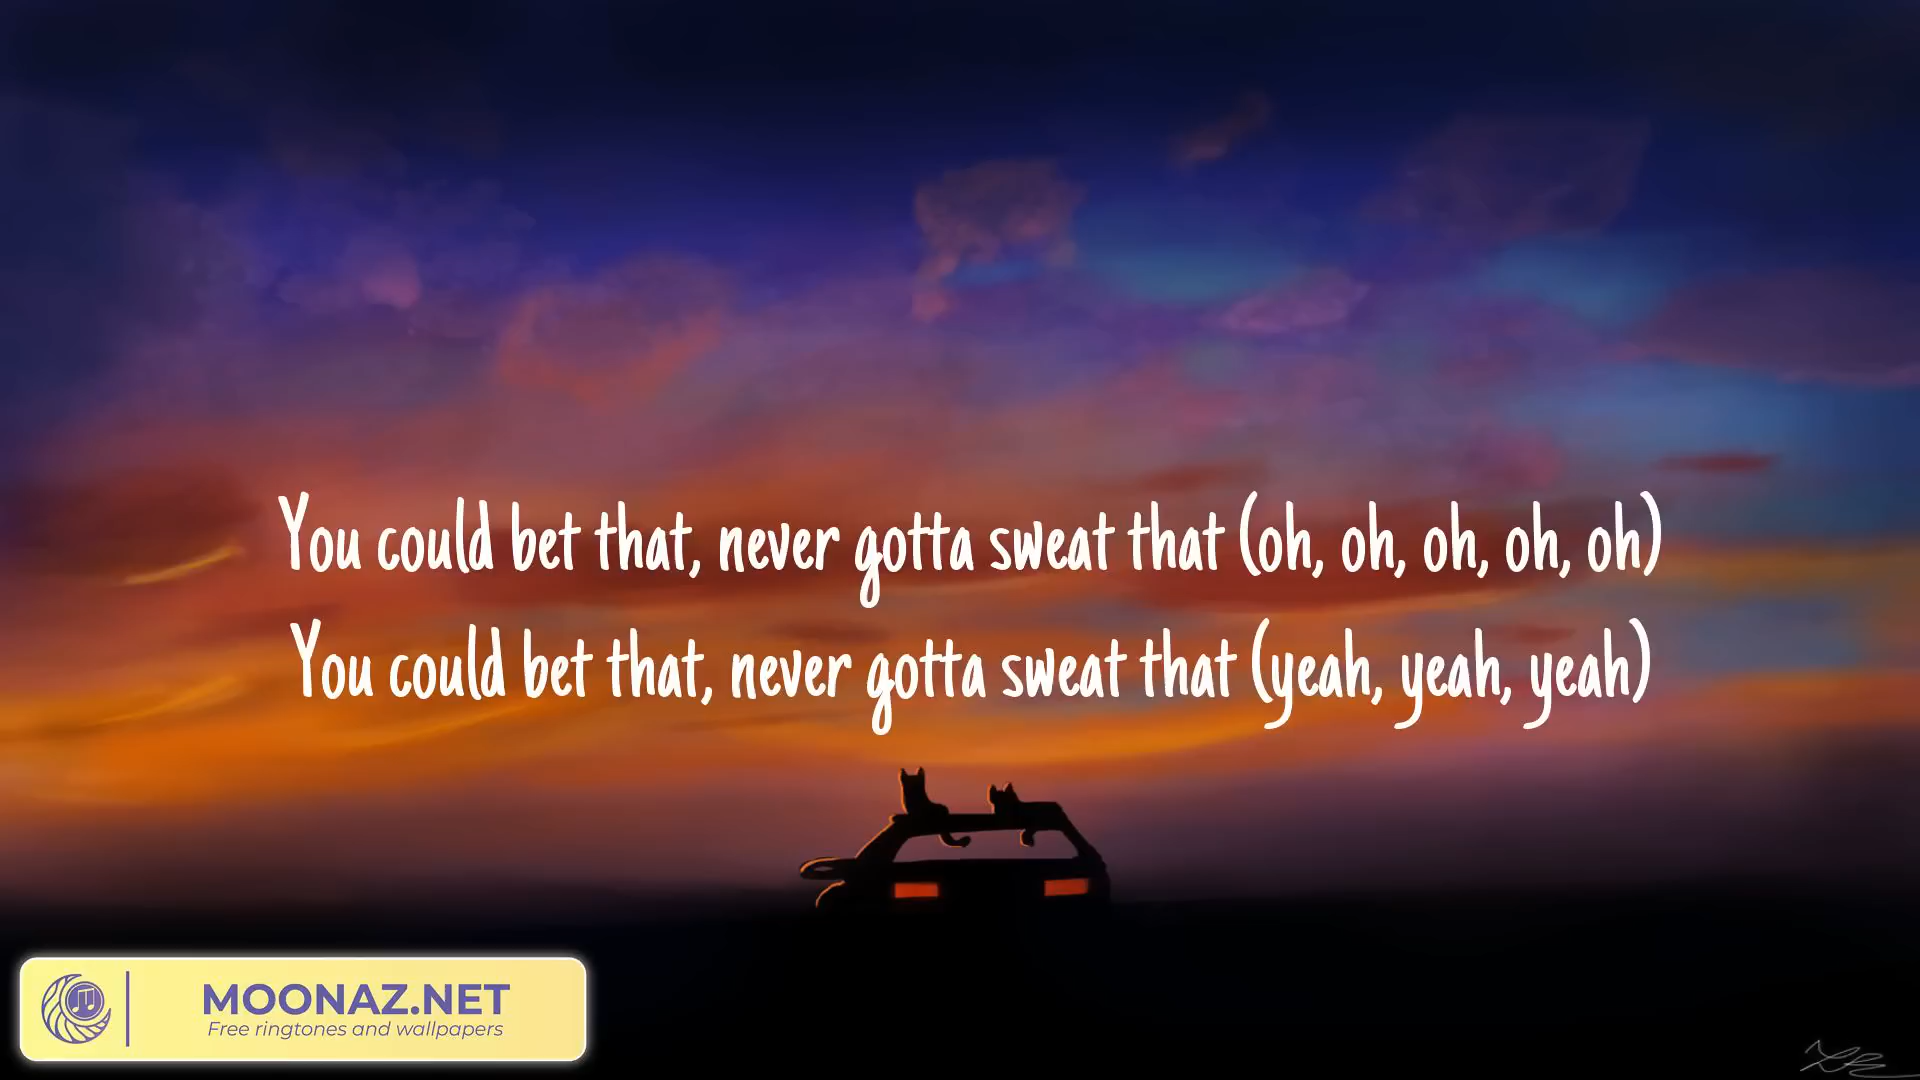 You could bet that, never gotta sweat that (oh, oh, oh, oh, oh)
You could bet that, never gotta sweat that (yeah, yeah, yeah)
MOONAZ.NET
Free ringtones and wallpapers